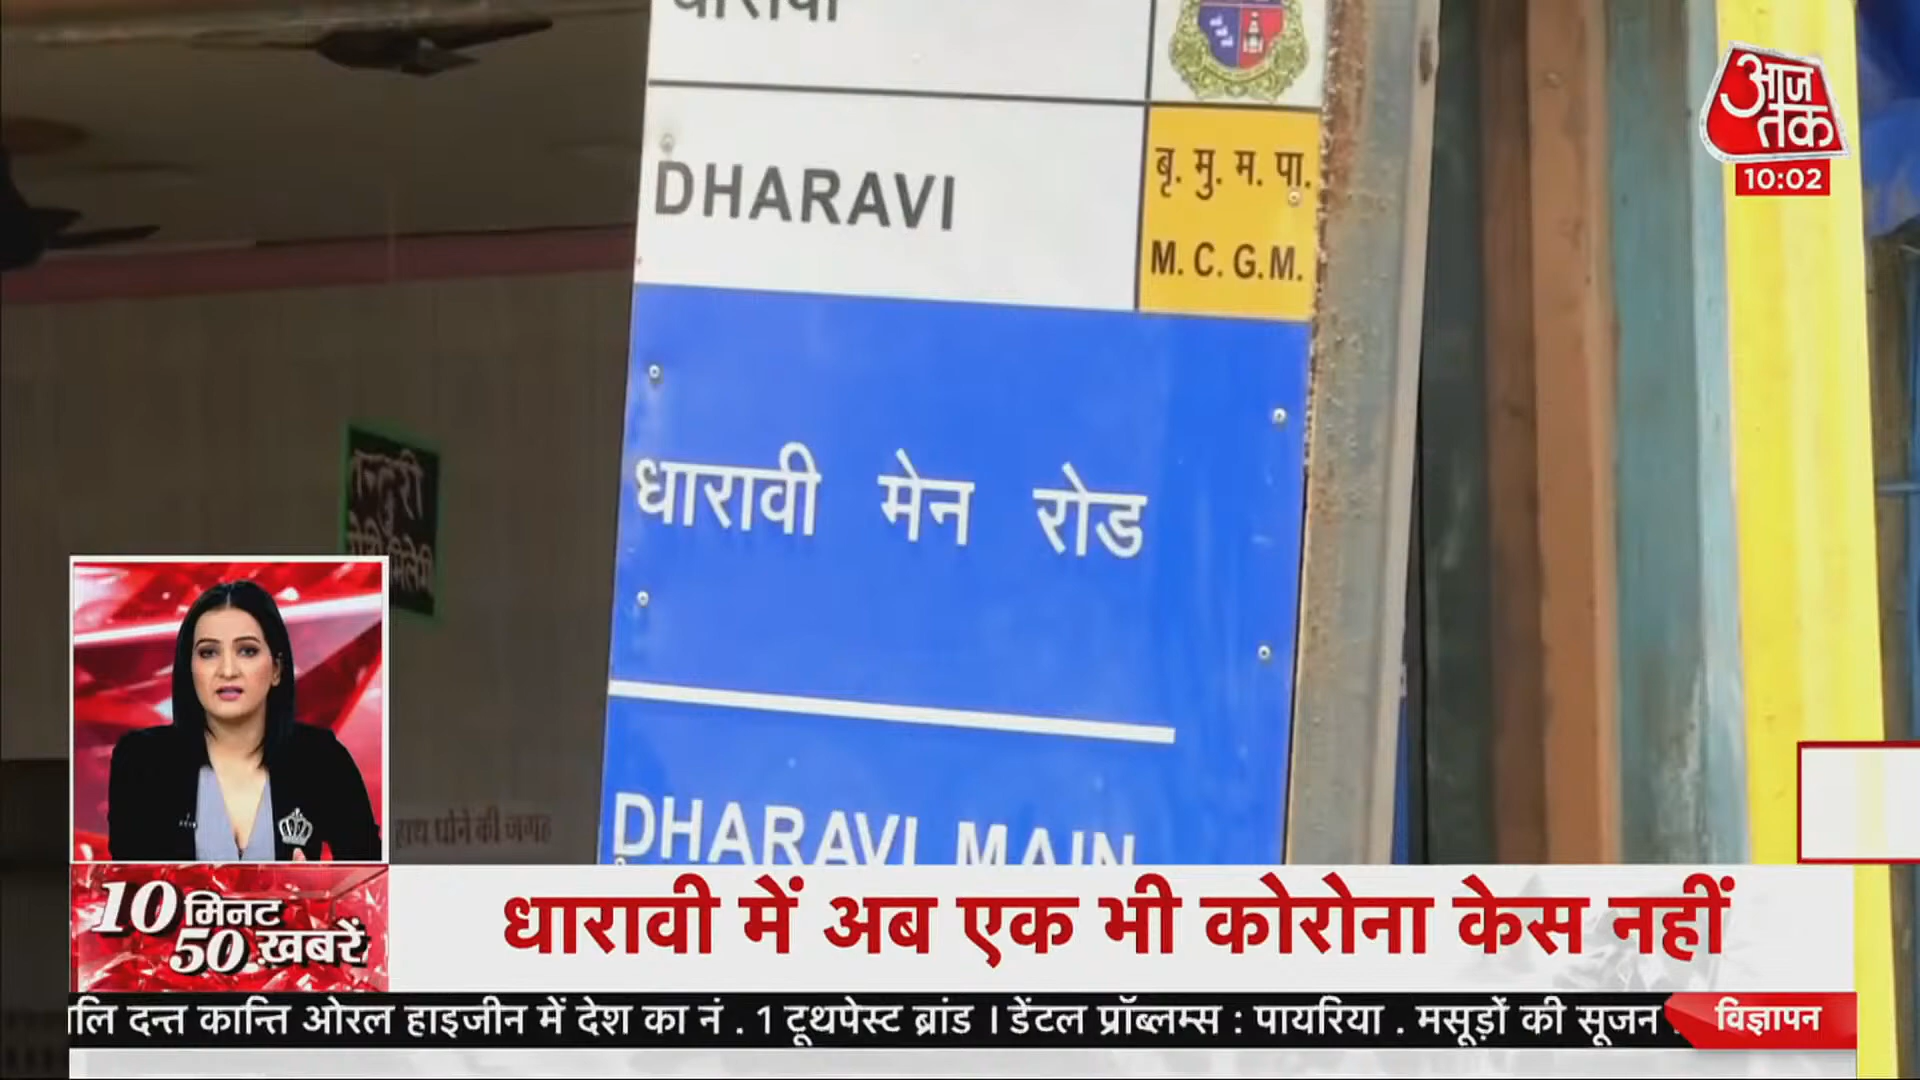 आज
तक
10:02
DHARAVI
बृ. मु. म. पा.
M. C. G. M.
धारावी मेन रोड
DHARAVI MAIN
हाथ धोने की जगह
10 मिनट
50 ख़बरें
धारावी में अब एक भी कोरोना केस नहीं
लि दन्त कान्ति ओरल हाइजीन में देश का नं . 1 टूथपेस्ट ब्रांड । डेंटल प्रॉब्लम्स : पायरिया . मसूड़ों की सूजन
विज्ञापन